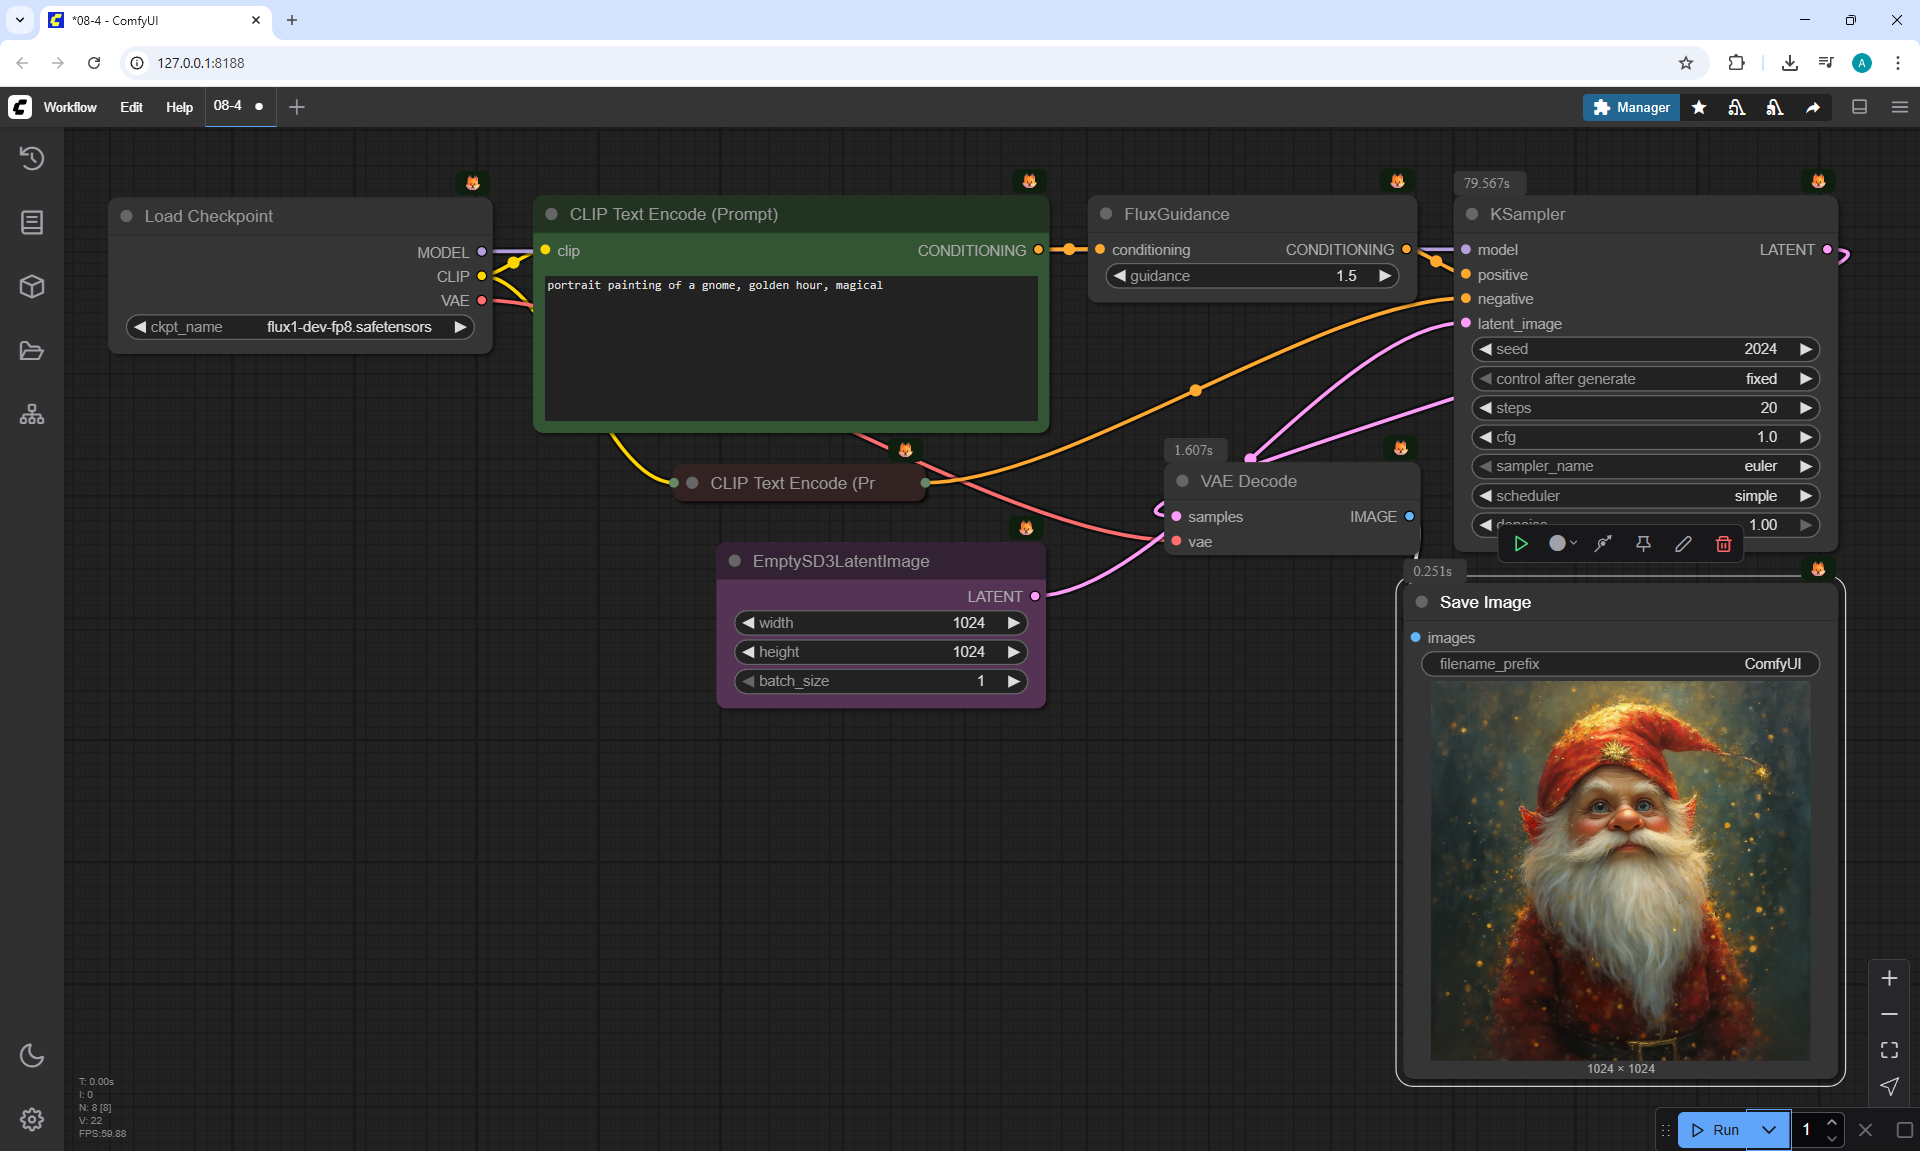 *08-4 - ComfyUI
127.0.0.1:8188
A
Workflow Edit Help 08-4
Manager
Load Checkpoint
MODEL
CLIP
VAE
ckpt_name flux1-dev-fp8.safetensors
CLIP Text Encode (Prompt)
clip CONDITIONING
portrait painting of a gnome, golden hour, magical
FluxGuidance
conditioning CONDITIONING
guidance 1.5
79.567s
KSampler
model LATENT
positive
negative
latent_image
seed 2024
control after generate fixed
steps 20
cfg 1.0
sampler_name euler
scheduler simple
denoise 1.00
CLIP Text Encode (Pr
1.607s
VAE Decode
samples IMAGE
vae
EmptySD3LatentImage
LATENT
width 1024
height 1024
batch_size 1
0.251s
Save Image
images
filename_prefix ComfyUI
1024 × 1024
T: 0.00s
I: 0
N: 8 [8]
V: 22
FPS:59.88
Run 1